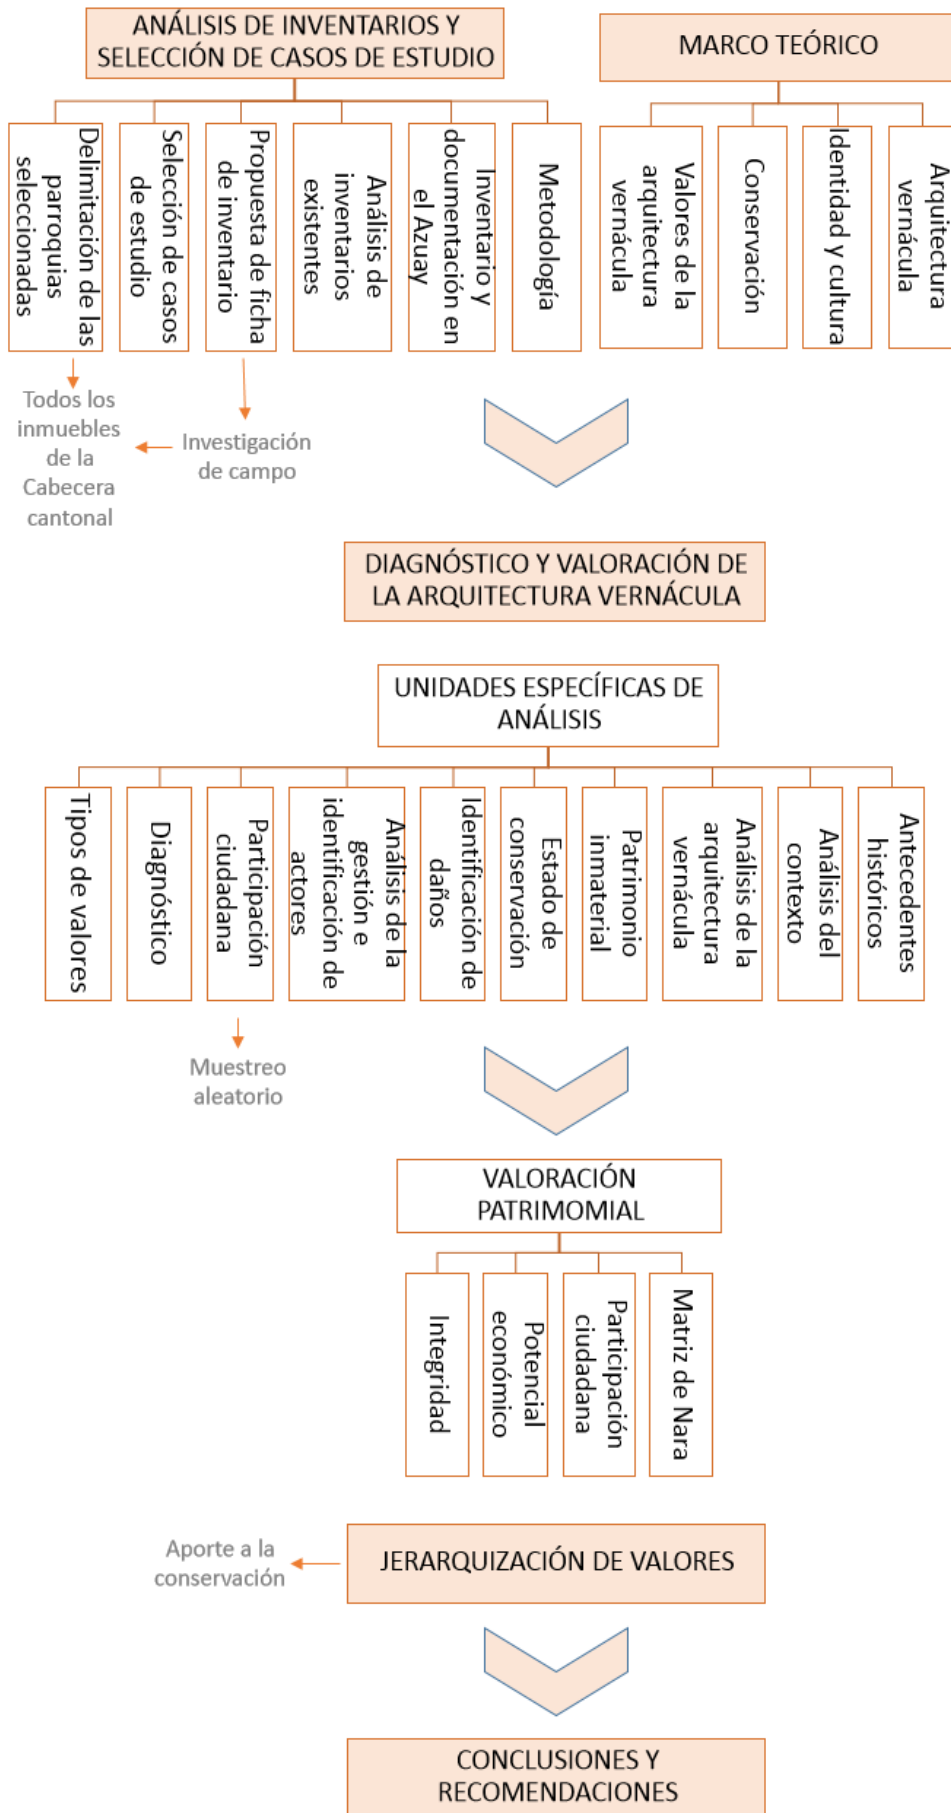 ANÁLISIS DE INVENTARIOS Y
SELECCIÓN DE CASOS DE ESTUDIO
MARCO TEÓRICO
Delimitación de las
parroquias
seleccionadas
Selección de casos
de estudio
Propuesta de ficha
de inventario
Análisis de
inventarios
existentes
Inventario y
documentación en
el Azuay
Metodología
Valores de la
arquitectura
vernácula
Conservación
Identidad y cultura
Arquitectura
vernácula
Todos los
inmuebles
de la
Cabecera
cantonal
Investigación
de campo
DIAGNÓSTICO Y VALORACIÓN DE
LA ARQUITECTURA VERNÁCULA
UNIDADES ESPECÍFICAS DE
ANÁLISIS
Tipos de valores
Diagnóstico
Participación
ciudadana
Análisis de la
gestión e
identificación de
actores
Identificación de
daños
Estado de
conservación
Patrimonio
inmaterial
Análisis de la
arquitectura
vernácula
Análisis del
contexto
Antecedentes
históricos
Muestreo
aleatorio
VALORACIÓN
PATRIMOMIAL
Integridad
Potencial
económico
Participación
ciudadana
Matriz de Nara
Aporte a la
conservación
JERARQUIZACIÓN DE VALORES
CONCLUSIONES Y
RECOMENDACIONES